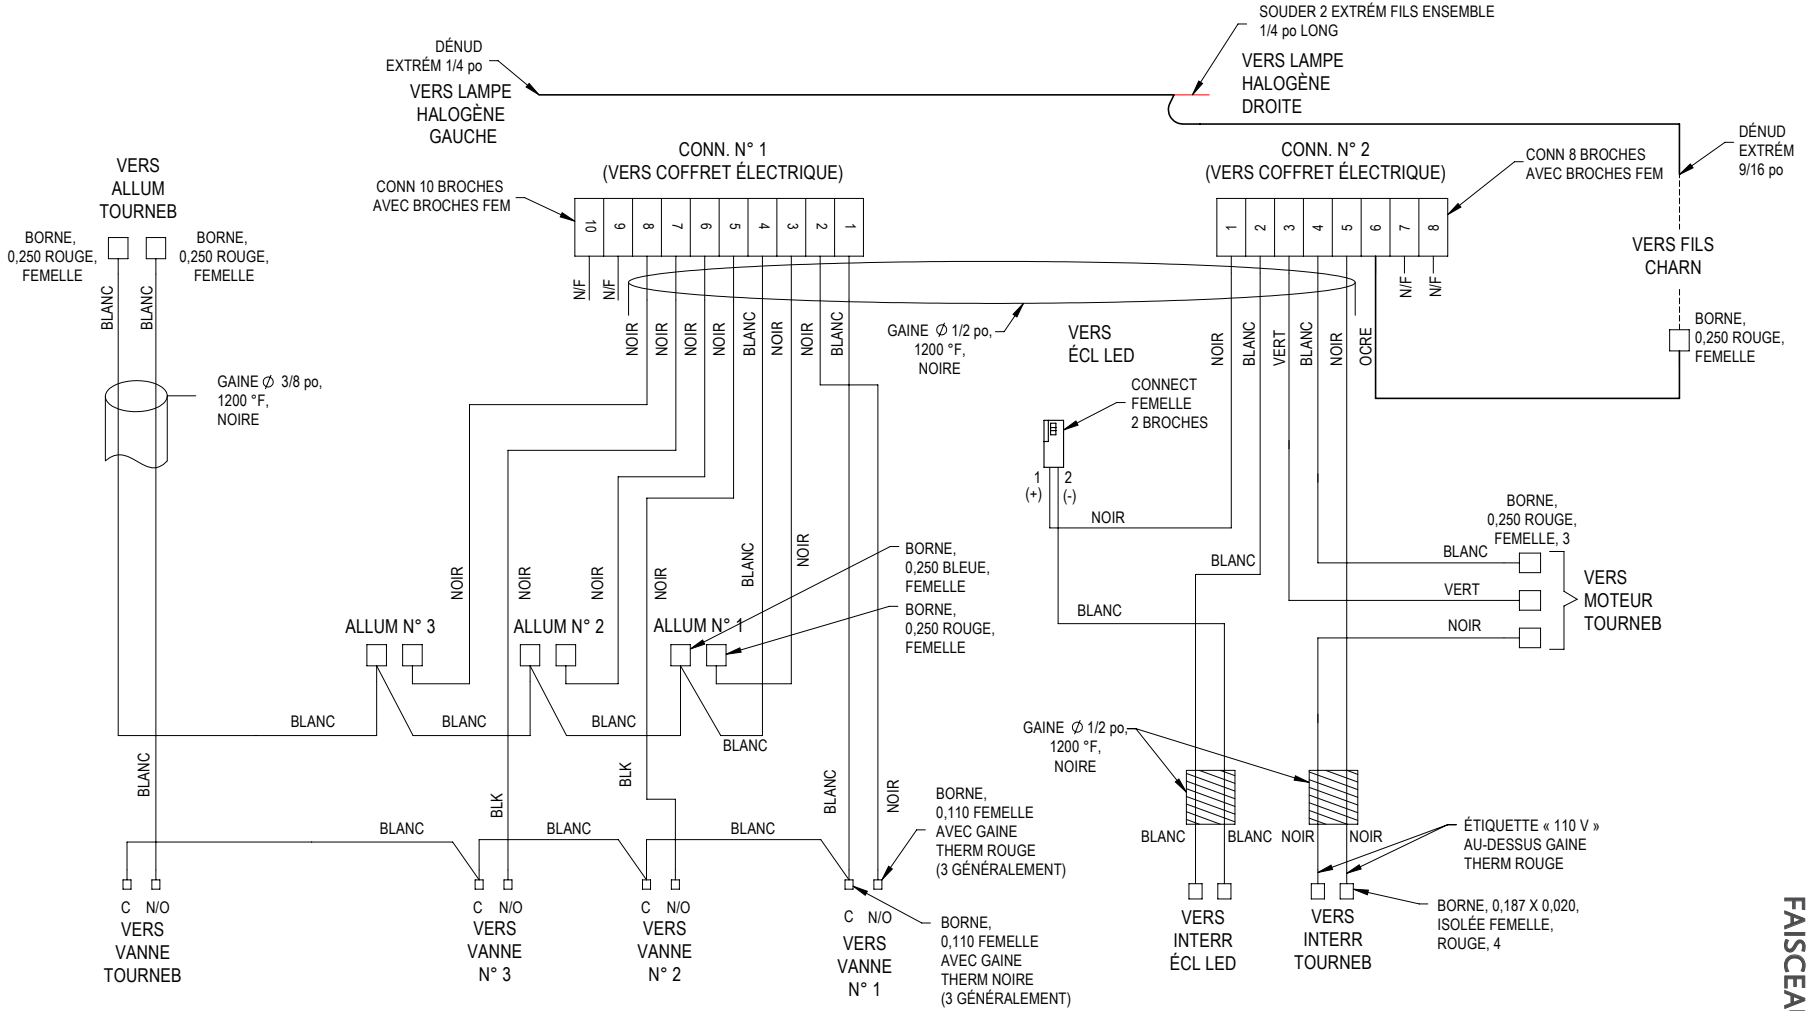 SOUDER 2 EXTRÉM FILS ENSEMBLE
1/4 po LONG
DÉNUD
EXTRÉM 1/4 po
VERS LAMPE
HALOGÈNE
GAUCHE
VERS LAMPE
HALOGÈNE
DROITE
DÉNUD
EXTRÉM
9/16 po
CONN. N° 1
(VERS COFFRET ÉLECTRIQUE)
CONN. N° 2
(VERS COFFRET ÉLECTRIQUE)
CONN 8 BROCHES
AVEC BROCHES FEM
CONN 10 BROCHES
AVEC BROCHES FEM
VERS
ALLUM
TOURNEB
BORNE,
0,250 ROUGE,
FEMELLE
BORNE,
0,250 ROUGE,
FEMELLE
10 9 8 7 6 5 4 3 2 1
1 2 3 4 5 6 7 8
VERS FILS
CHARN
N/F
N/F
N/F
N/F
BLANC
BLANC
NOIR
NOIR
NOIR
NOIR
BLANC
NOIR
NOIR
BLANC
GAINE Ø 1/2 po,
1200 °F,
NOIRE
VERS
ÉCL LED
NOIR
BLANC
VERT
BLANC
NOIR
OCRE
BORNE,
0,250 ROUGE,
FEMELLE
GAINE Ø 3/8 po,
1200 °F,
NOIRE
CONNECT
FEMELLE
2 BROCHES
1
(+)
2
(-)
NOIR
BORNE,
0,250 ROUGE,
FEMELLE, 3
BLANC
VERT
NOIR
VERS
MOTEUR
TOURNEB
BLANC
BLANC
NOIR
NOIR
NOIR
NOIR
BLANC
NOIR
BORNE,
0,250 BLEUE,
FEMELLE
BORNE,
0,250 ROUGE,
FEMELLE
ALLUM N° 3
ALLUM N° 2
ALLUM N° 1
BLANC
BLANC
BLANC
BLANC
GAINE Ø 1/2 po,
1200 °F,
NOIRE
BLANC
BLK
BLK
BLANC
NOIR
BLANC
BLANC
BLANC
BORNE,
0,110 FEMELLE
AVEC GAINE
THERM ROUGE
(3 GÉNÉRALEMENT)
BLANC
BLANC
NOIR
NOIR
ÉTIQUETTE « 110 V »
AU-DESSUS GAINE
THERM ROUGE
C N/O
VERS
VANNE
TOURNEB
C N/O
VERS
VANNE
N° 3
C N/O
VERS
VANNE
N° 2
C N/O
VERS
VANNE
N° 1
BORNE,
0,110 FEMELLE
AVEC GAINE
THERM NOIRE
(3 GÉNÉRALEMENT)
VERS
INTERR
ÉCL LED
VERS
INTERR
TOURNEB
BORNE, 0,187 X 0,020,
ISOLÉE FEMELLE,
ROUGE, 4